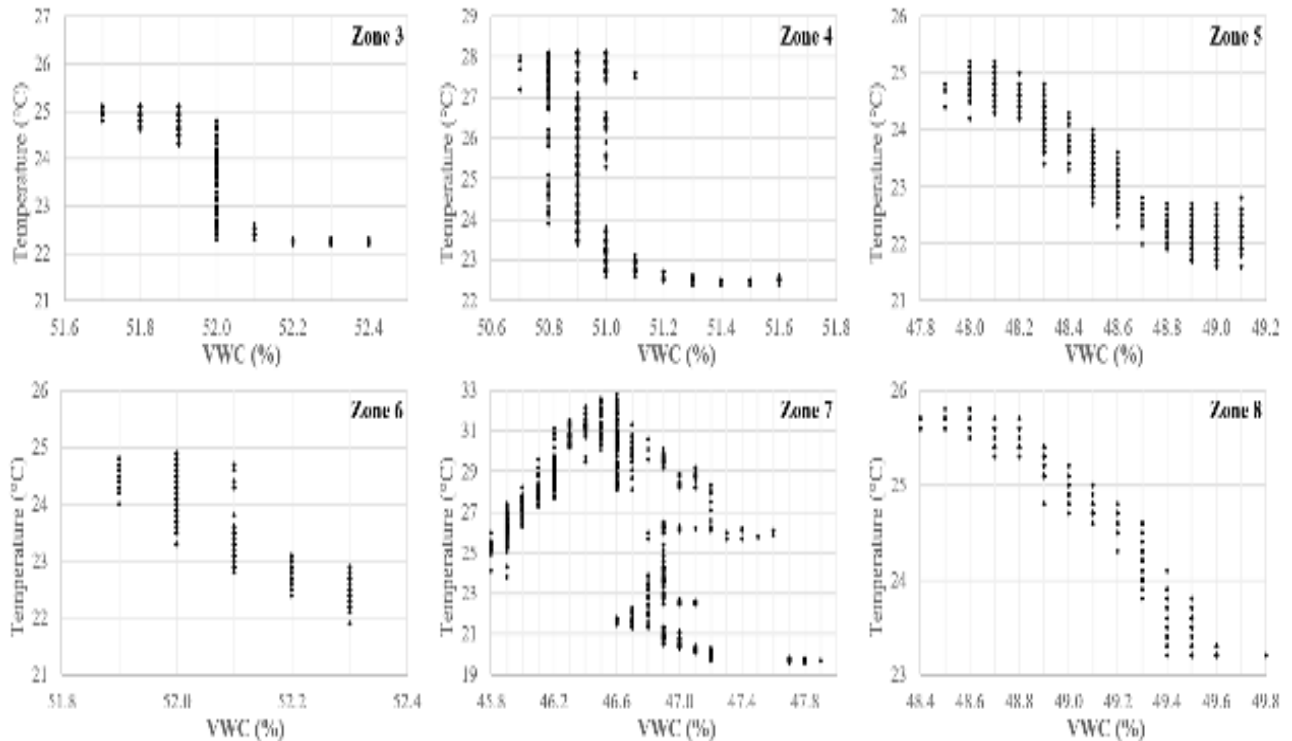 27
26
25
24
23
22
21
Temperature (°C)
Zone 3
51.6 51.8 52.0 52.2 52.4
VWC (%)
29
28
27
26
25
24
23
22
Temperature (°C)
Zone 4
50.6 50.8 51.0 51.2 51.4 51.6 51.8
VWC (%)
26
25
24
23
22
21
Temperature (°C)
Zone 5
47.8 48.0 48.2 48.4 48.6 48.8 49.0 49.2
VWC (%)
26
25
24
23
22
21
Temperature (°C)
Zone 6
51.8 52.0 52.2 52.4
VWC (%)
33
31
29
27
25
23
21
19
Temperature (°C)
Zone 7
45.8 46.2 46.6 47.0 47.4 47.8
VWC (%)
26
25
24
23
Temperature (°C)
Zone 8
48.4 48.6 48.8 49.0 49.2 49.4 49.6 49.8
VWC (%)